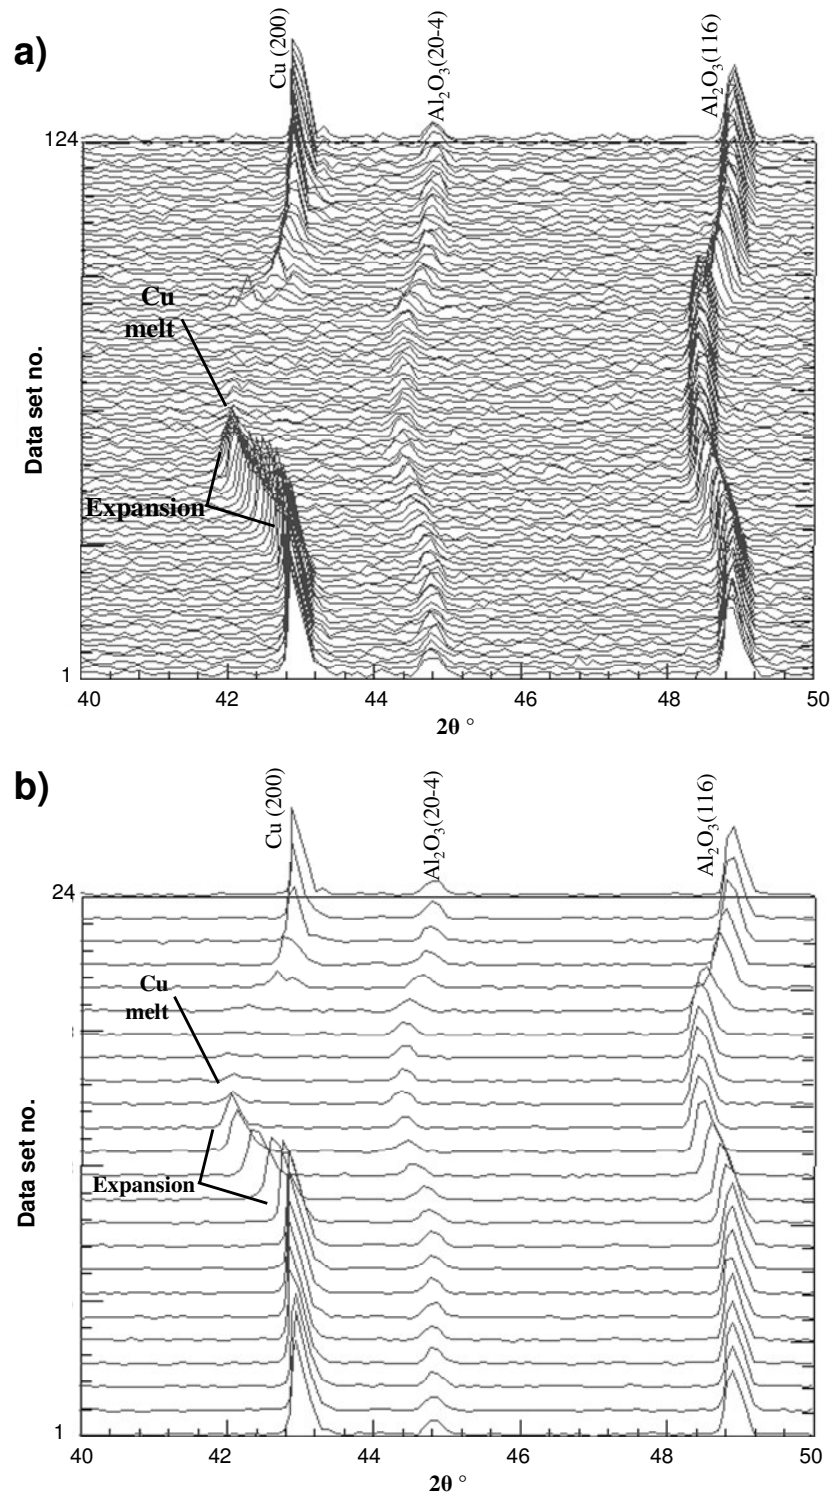 a)
Cu (200)
Al₂O₃(20-4)
Al₂O₃(116)
124
Cu
melt
Expansion
Data set no.
1
40 42 44 46 48 50
2θ °
b)
Cu (200)
Al₂O₃(20-4)
Al₂O₃(116)
24
Cu
melt
Expansion
Data set no.
1
40 42 44 46 48 50
2θ °